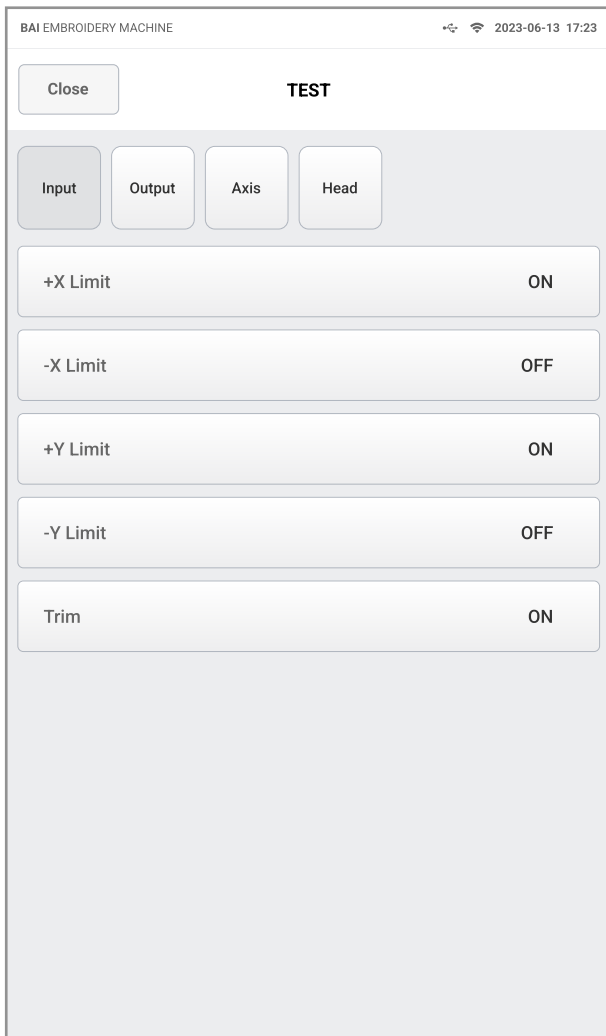 BAI EMBROIDERY MACHINE 2023-06-13 17:23
Close TEST
Input Output Axis Head
+X Limit ON
-X Limit OFF
+Y Limit ON
-Y Limit OFF
Trim ON